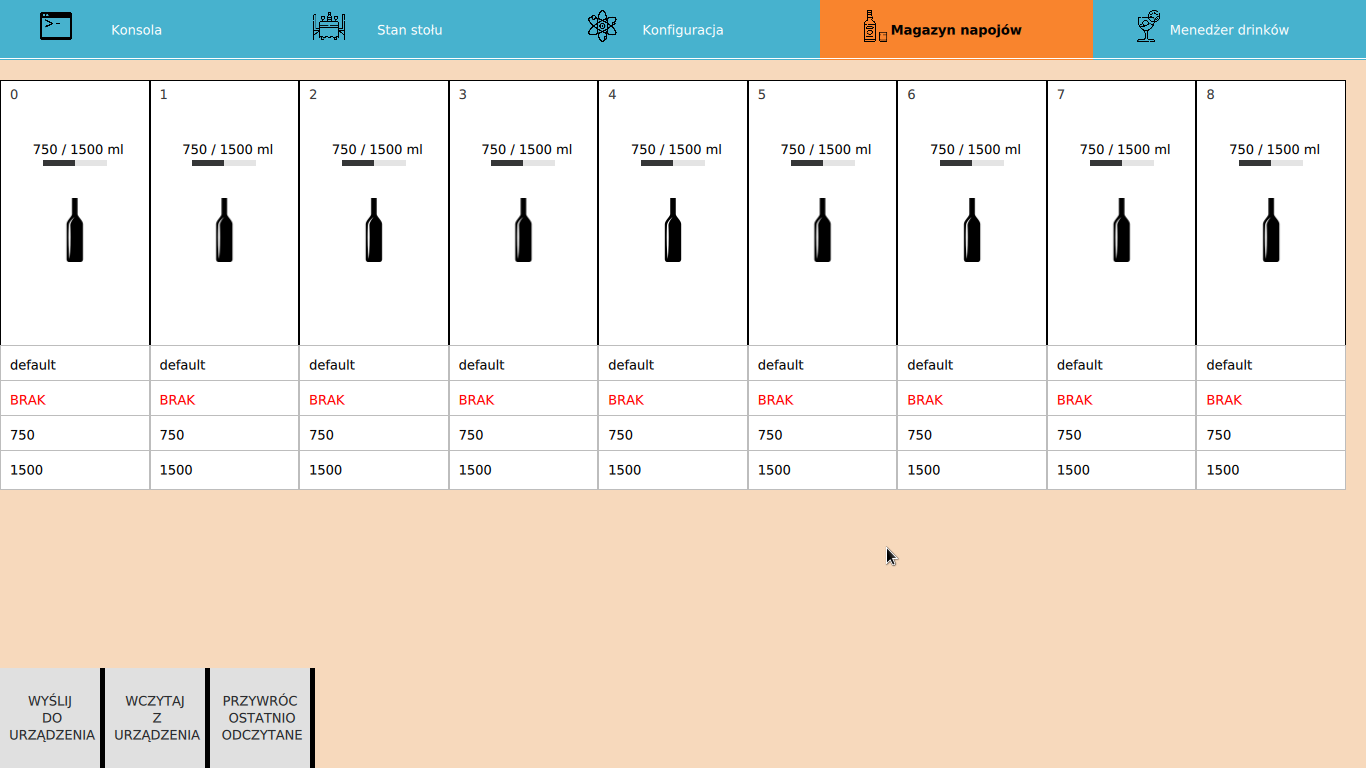 Konsola Stan stołu Konfiguracja Magazyn napojów Menedżer drinków
0 1 2 3 4 5 6 7 8
750 / 1500 ml 750 / 1500 ml 750 / 1500 ml 750 / 1500 ml 750 / 1500 ml 750 / 1500 ml 750 / 1500 ml 750 / 1500 ml 750 / 1500 ml
default default default default default default default default default
BRAK BRAK BRAK BRAK BRAK BRAK BRAK BRAK BRAK
750 750 750 750 750 750 750 750 750
1500 1500 1500 1500 1500 1500 1500 1500 1500
WYŚLIJ
DO
URZĄDZENIA
WCZYTAJ
Z
URZĄDZENIA
PRZYWRÓC
OSTATNIO
ODCZYTANE